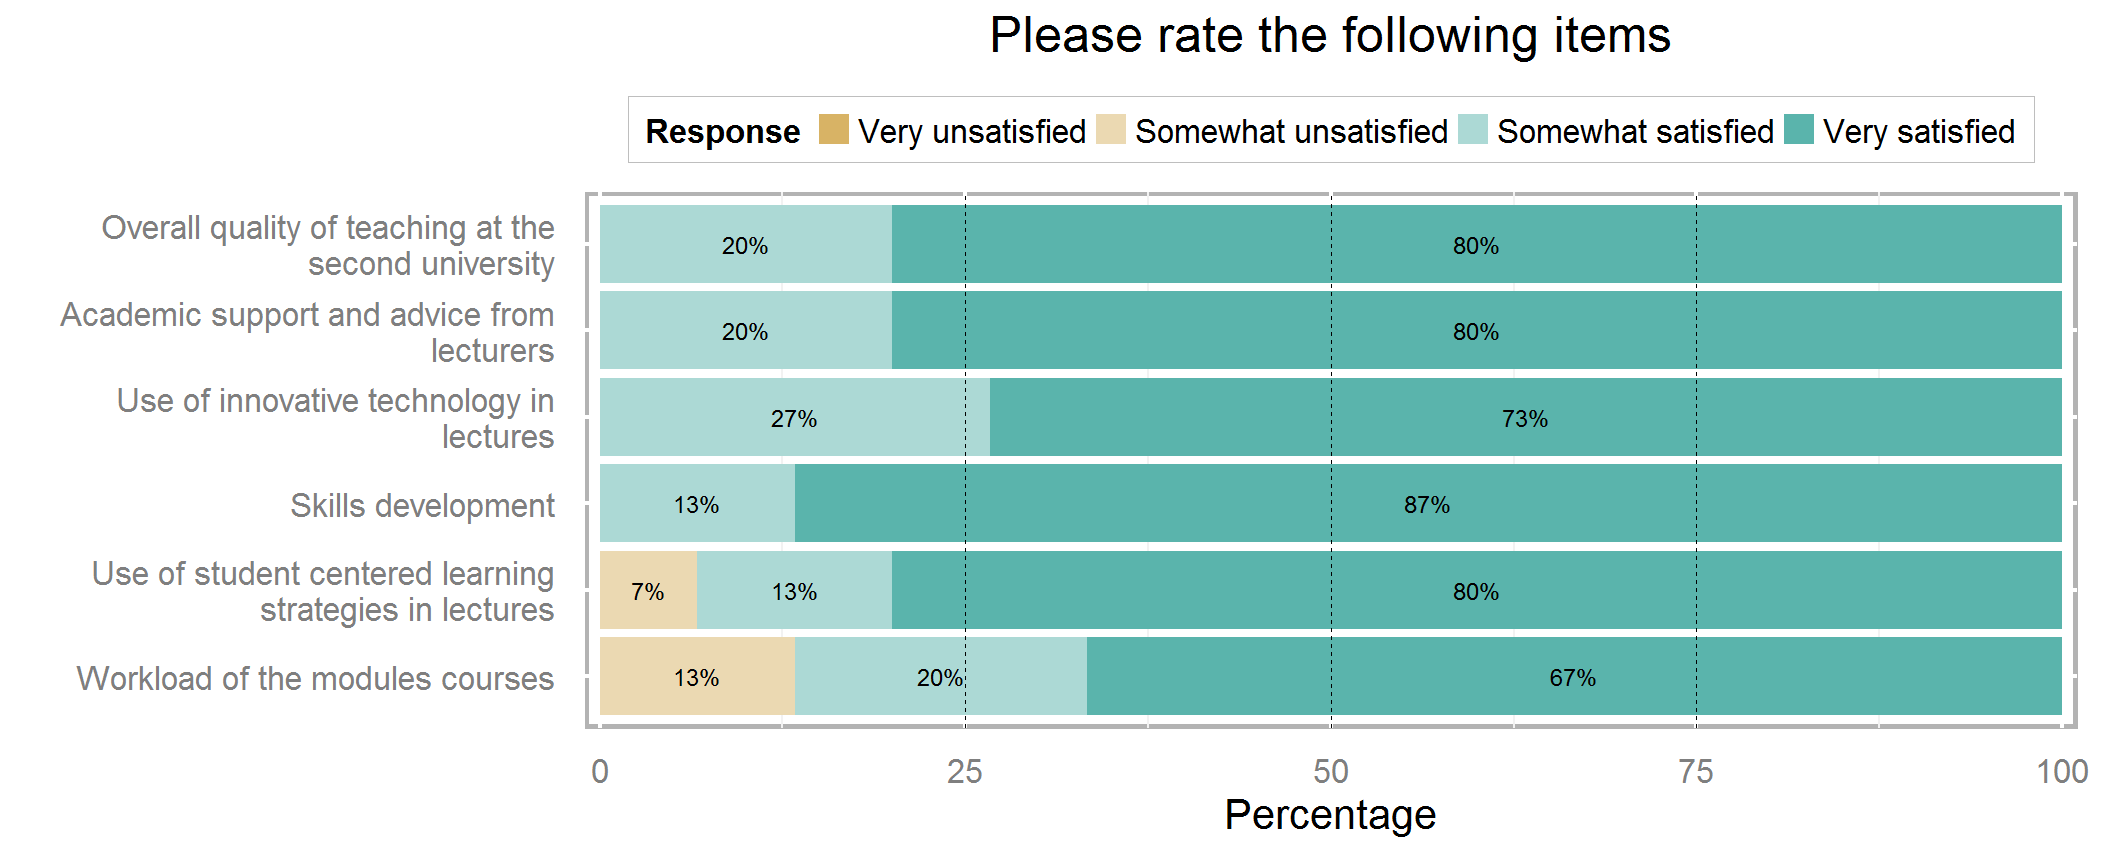 Please rate the following items
Response Very unsatisfied Somewhat unsatisfied Somewhat satisfied Very satisfied
Overall quality of teaching at the
second university
20% 80%
Academic support and advice from
lecturers
20% 80%
Use of innovative technology in
lectures
27% 73%
Skills development
13% 87%
Use of student centered learning
strategies in lectures
7% 13% 80%
Workload of the modules courses
13% 20% 67%
0 25 50 75 100
Percentage